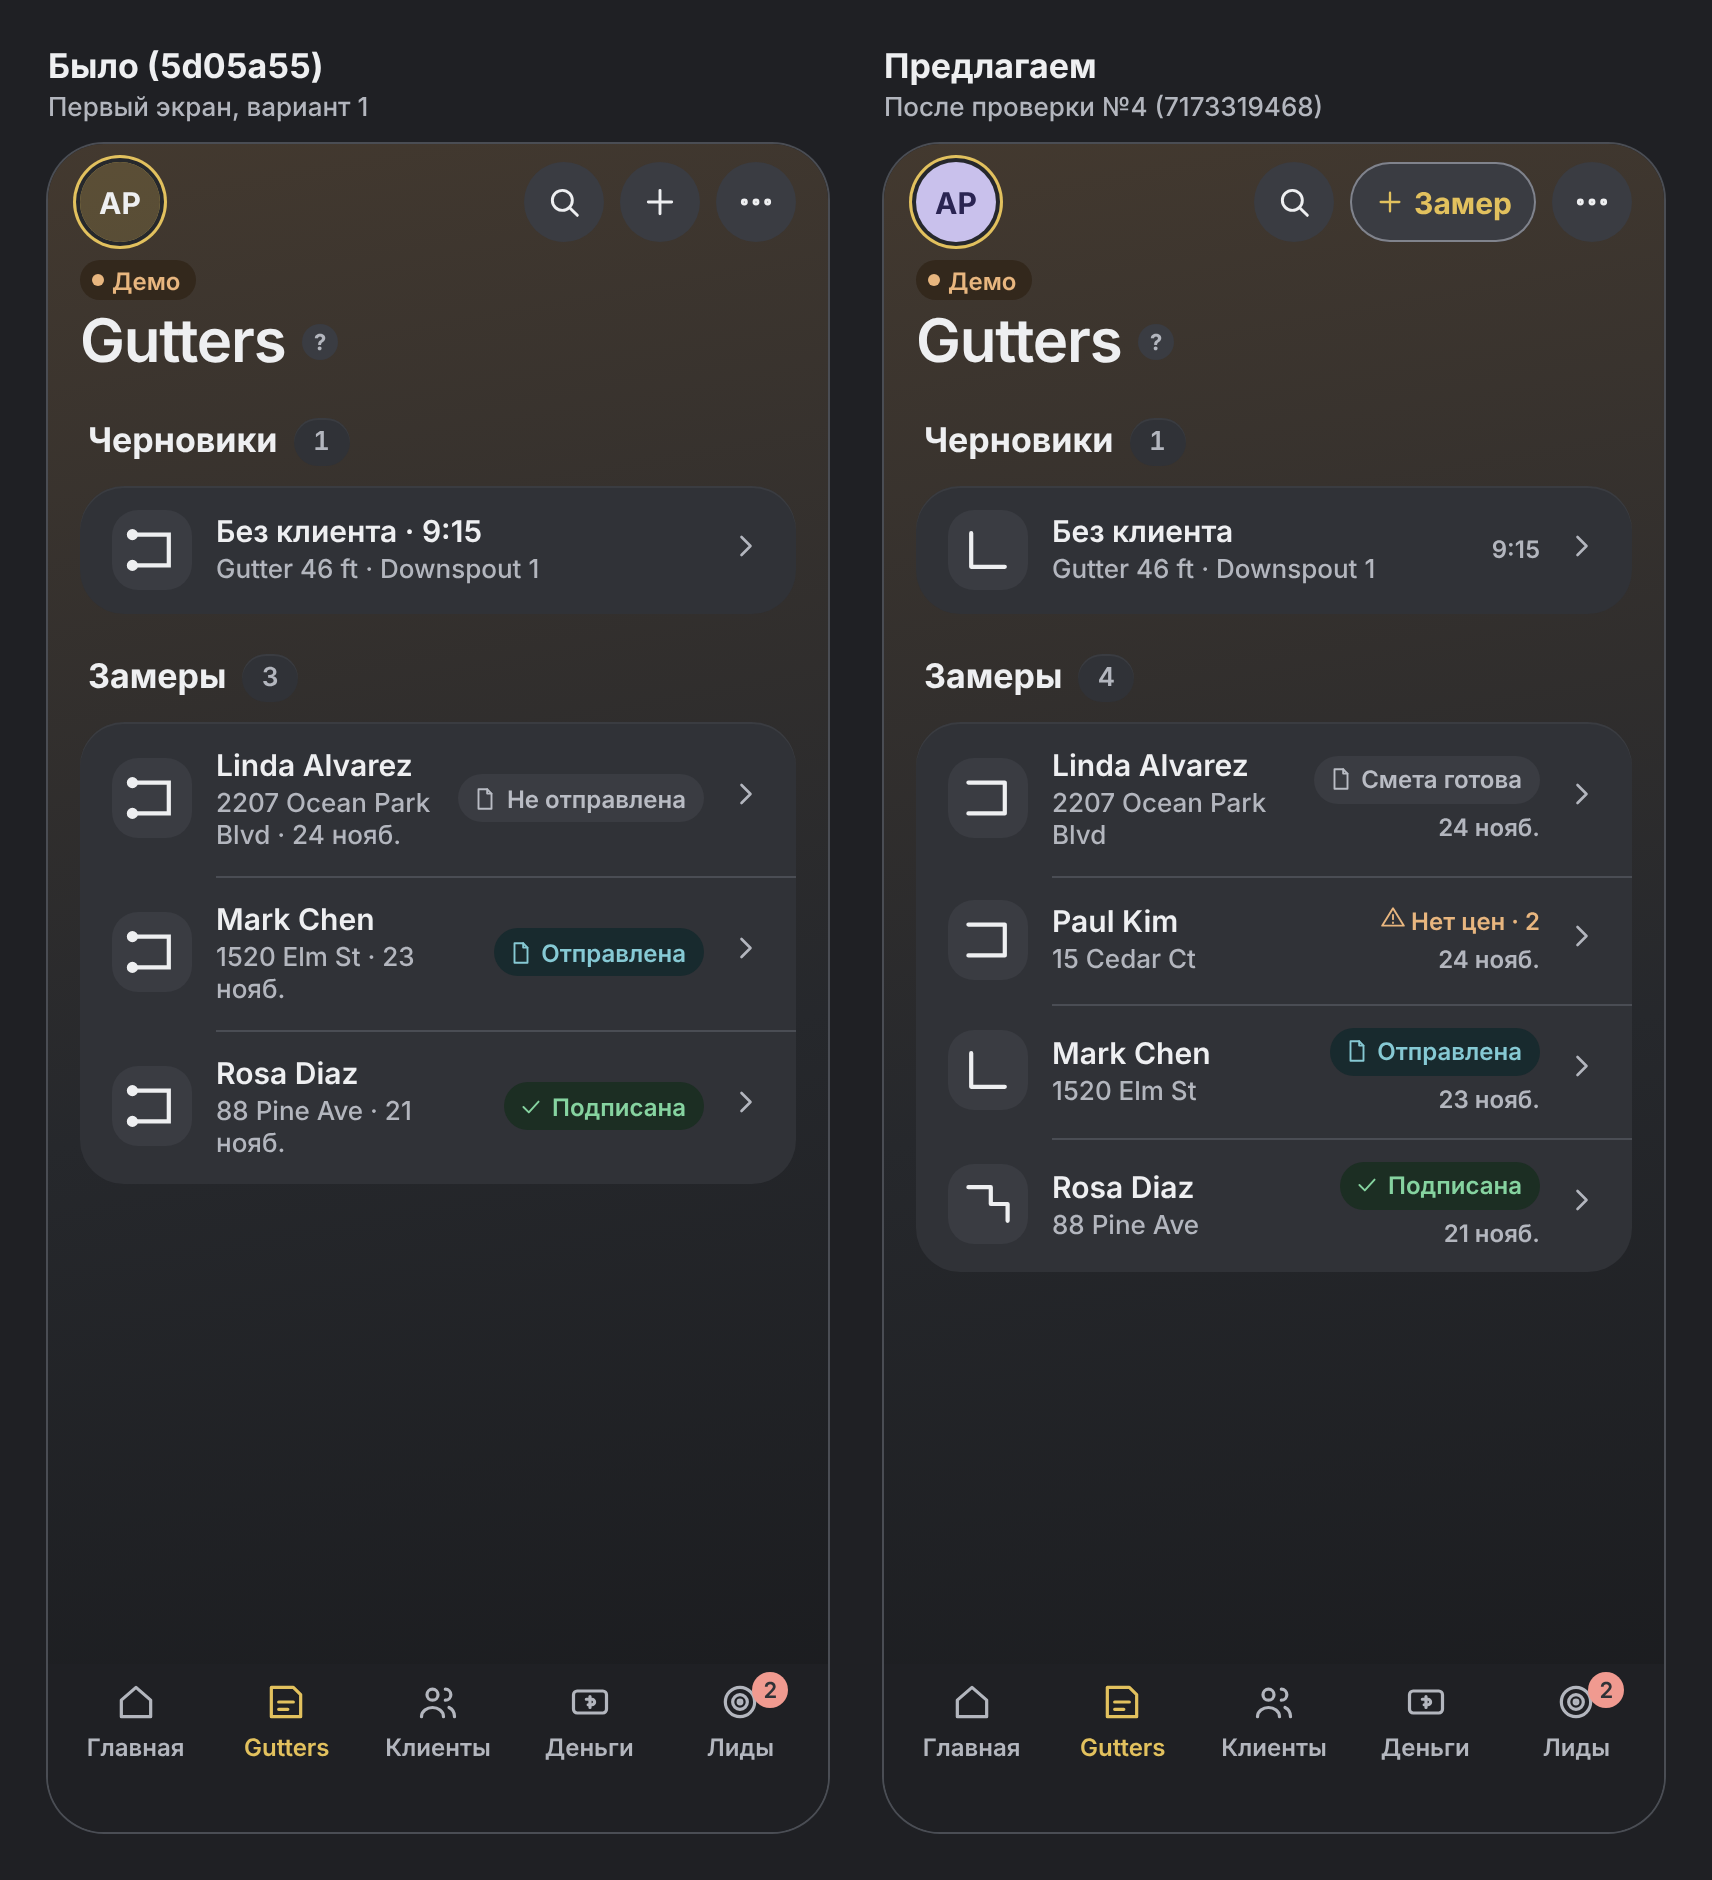 Было (5d05a55)
Первый экран, вариант 1
AP
Демо
Gutters ?
Черновики 1
Без клиента · 9:15
Gutter 46 ft · Downspout 1
Замеры 3
Linda Alvarez
2207 Ocean Park
Blvd · 24 нояб.
Не отправлена
Mark Chen
1520 Elm St · 23
нояб.
Отправлена
Rosa Diaz
88 Pine Ave · 21
нояб.
Подписана
Главная
Gutters
Клиенты
Деньги
2
Лиды
Предлагаем
После проверки №4 (7173319468)
AP
+ Замер
Демо
Gutters ?
Черновики 1
Без клиента
Gutter 46 ft · Downspout 1
9:15
Замеры 4
Linda Alvarez
2207 Ocean Park
Blvd
Смета готова
24 нояб.
Paul Kim
15 Cedar Ct
Нет цен · 2
24 нояб.
Mark Chen
1520 Elm St
Отправлена
23 нояб.
Rosa Diaz
88 Pine Ave
Подписана
21 нояб.
Главная
Gutters
Клиенты
Деньги
2
Лиды